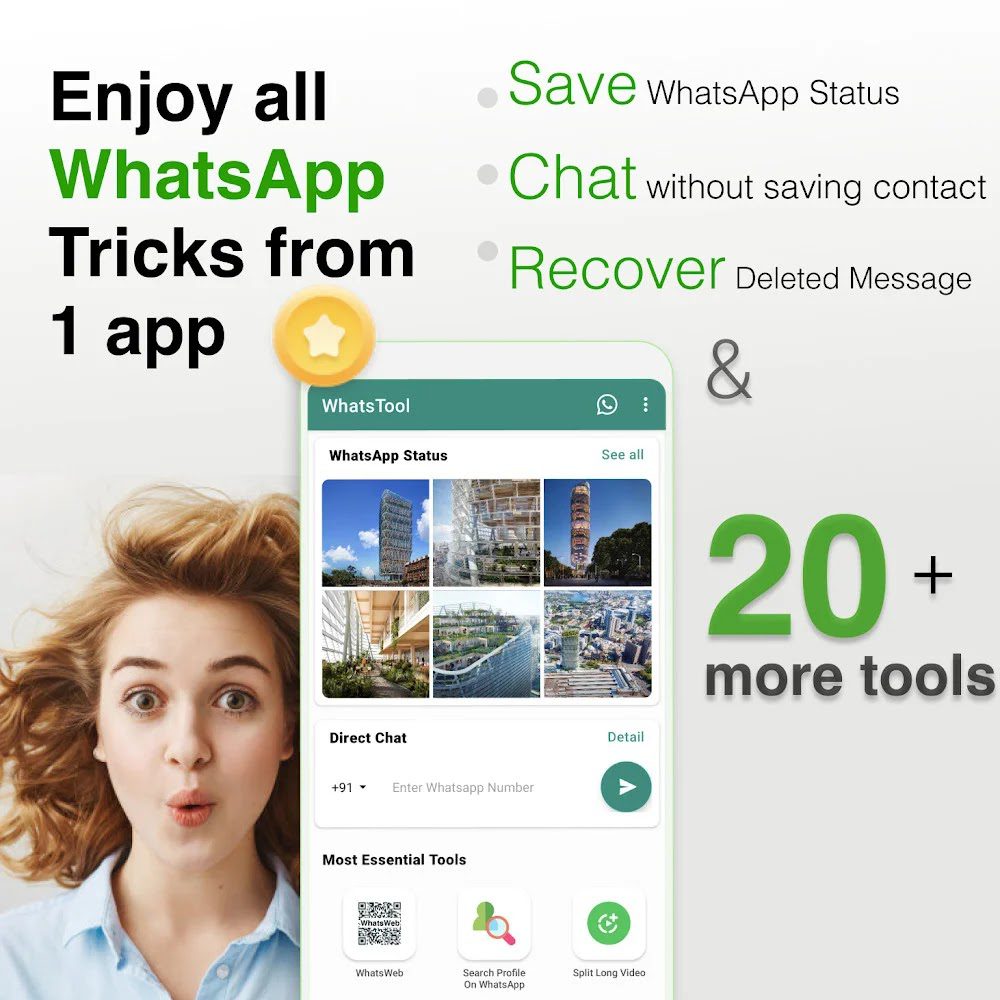 Enjoy all
WhatsApp
Tricks from
1 app
Save WhatsApp Status
Chat without saving contact
Recover Deleted Message
&
20 +
more tools
WhatsTool
WhatsApp Status
See all
Direct Chat
Detail
+91
Enter Whatsapp Number
Most Essential Tools
WhatsWeb
WhatsWeb
Search Profile
On WhatsApp
Split Long Video